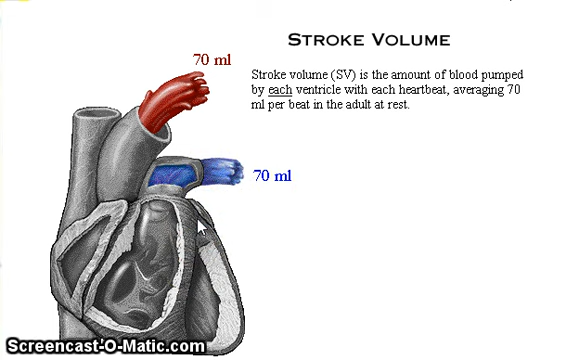 STROKE VOLUME
70 ml
Stroke volume (SV) is the amount of blood pumped
by each ventricle with each heartbeat, averaging 70
ml per beat in the adult at rest.
70 ml
Screencast-O-Matic.com